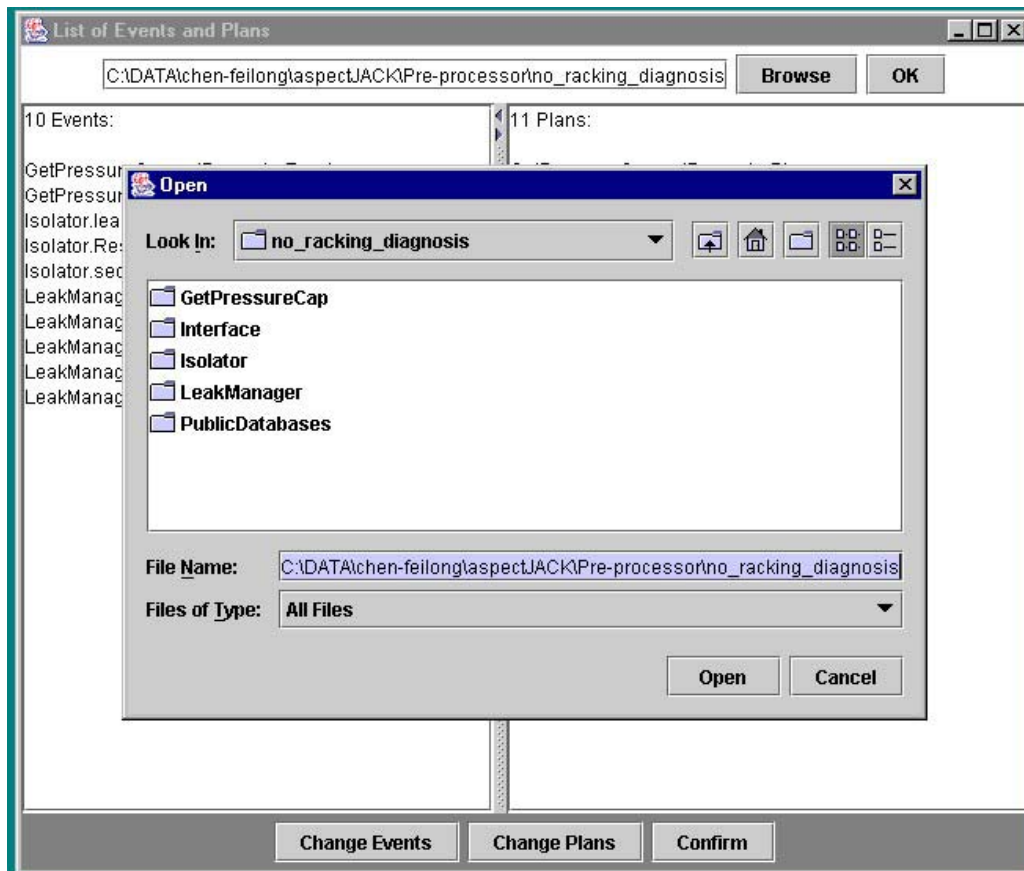 List of Events and Plans
C:\DATA\chen-feilong\aspectJACK\Pre-processor\no_racking_diagnosis
Browse
OK
10 Events:
11 Plans:
GetPressur
GetPressur
Isolator.lea
Isolator.Re
Isolator.sec
LeakManag
LeakManag
LeakManag
LeakManag
LeakManag
Open
Look In:
no_racking_diagnosis
GetPressureCap
Interface
Isolator
LeakManager
PublicDatabases
File Name:
C:\DATA\chen-feilong\aspectJACK\Pre-processor\no_racking_diagnosis
Files of Type:
All Files
Open
Cancel
Change Events
Change Plans
Confirm